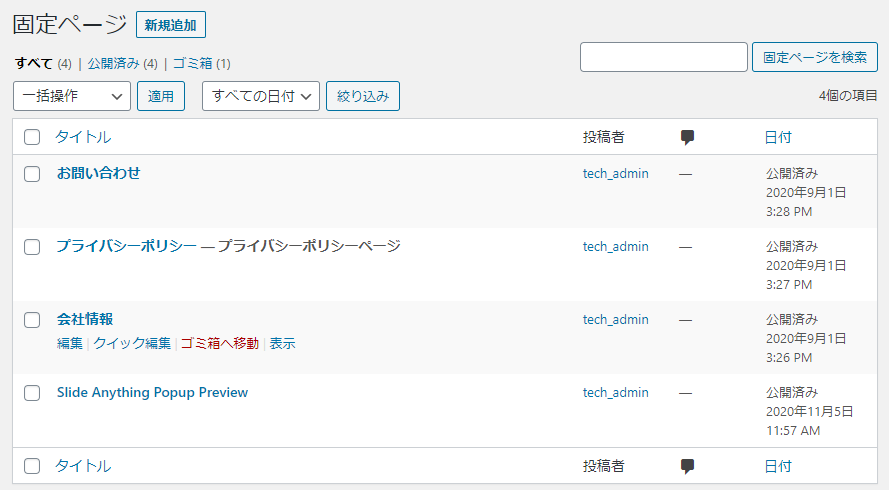 固定ページ 新規追加
すべて (4) | 公開済み (4) | ゴミ箱 (1)
固定ページを検索
一括操作 適用 すべての日付 絞り込み 4個の項目
タイトル 投稿者 日付
お問い合わせ tech_admin — 公開済み
2020年9月1日
3:28 PM
プライバシーポリシー — プライバシーポリシーページ tech_admin — 公開済み
2020年9月1日
3:27 PM
会社情報 tech_admin — 公開済み
編集 | クイック編集 | ゴミ箱へ移動 | 表示 2020年9月1日
3:26 PM
Slide Anything Popup Preview tech_admin — 公開済み
2020年11月5日
11:57 AM
タイトル 投稿者 日付